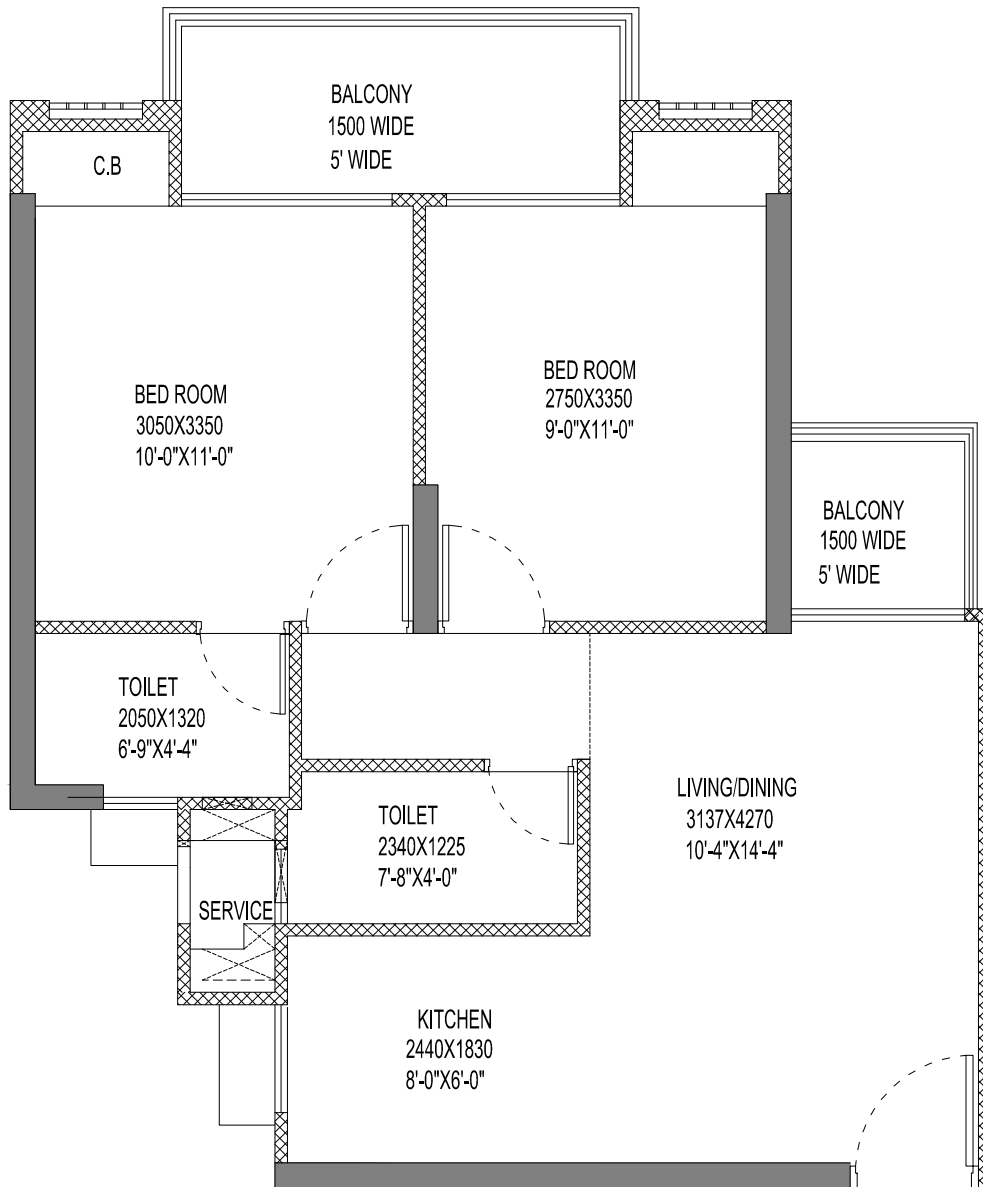 BALCONY
1500 WIDE
5' WIDE
C.B
BED ROOM
3050X3350
10'-0"X11'-0"
BED ROOM
2750X3350
9'-0"X11'-0"
BALCONY
1500 WIDE
5' WIDE
TOILET
2050X1320
6'-9"X4'-4"
TOILET
2340X1225
7'-8"X4'-0"
LIVING/DINING
3137X4270
10'-4"X14'-4"
SERVICE
KITCHEN
2440X1830
8'-0"X6'-0"